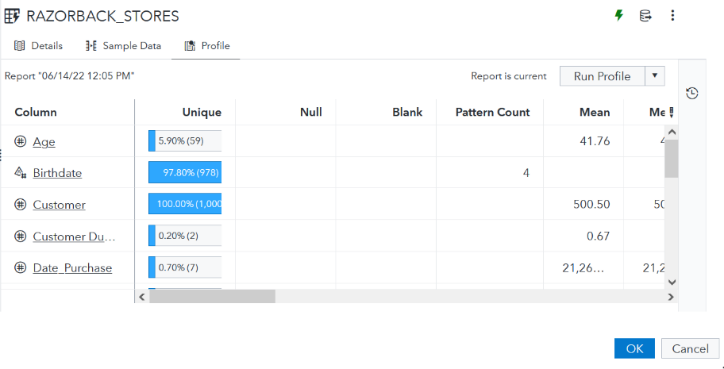 RAZORBACK_STORES
Details Sample Data Profile
Report "06/14/22 12:05 PM" Report is current Run Profile
Column Unique Null Blank Pattern Count Mean Me
Age 5.90% (59) 41.76
Birthdate 97.80% (978) 4
Customer 100.00% (1,000 500.50 50
Customer Du... 0.20% (2) 0.67
Date_Purchase 0.70% (7) 21,26... 21,2
OK Cancel